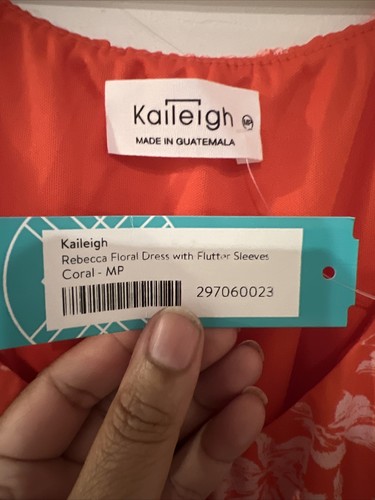 Kaileigh MP
MADE IN GUATEMALA
Kaileigh
Rebecca Floral Dress with Flutter Sleeves
Coral - MP
297060023